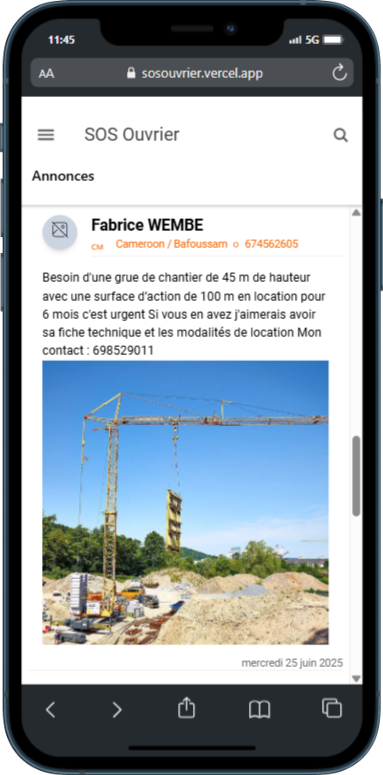 11:45
5G
AA
sosouvrier.vercel.app
SOS Ouvrier
Annonces
Fabrice WEMBE
CM Cameroon / Bafoussam 674562605
Besoin d'une grue de chantier de 45 m de hauteur
avec une surface d'action de 100 m en location pour
6 mois c'est urgent Si vous en avez j'aimerais avoir
sa fiche technique et les modalités de location Mon
contact : 698529011
mercredi 25 juin 2025